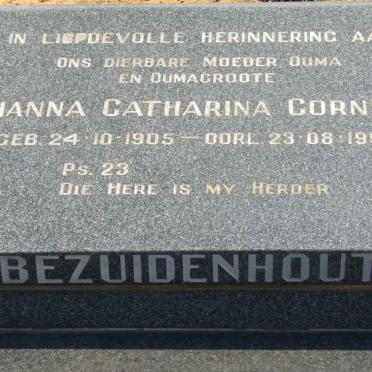 IN LIEFDEVOLLE HERINNERING AA
ONS DIERBARE MOEDER OUMA
EN OUMAGROOTE
HANNA CATHARINA CORN
GEB. 24-10-1905 — OORL. 23-08-199
PS. 23
DIE HERE IS MY HERDER
BEZUIDENHOUT